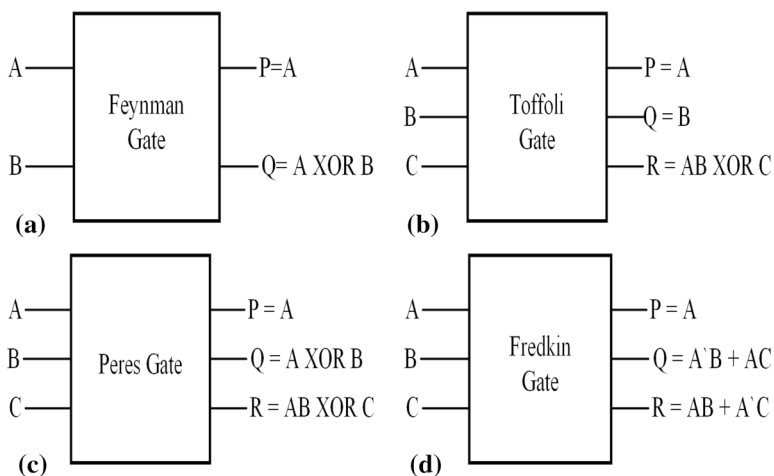 A
B
Feynman
Gate
P=A
Q= A XOR B
(a)
A
B
C
Toffoli
Gate
P = A
Q = B
R = AB XOR C
(b)
A
B
C
Peres Gate
P = A
Q = A XOR B
R = AB XOR C
(c)
A
B
C
Fredkin
Gate
P = A
Q = A`B + AC
R = AB + A`C
(d)